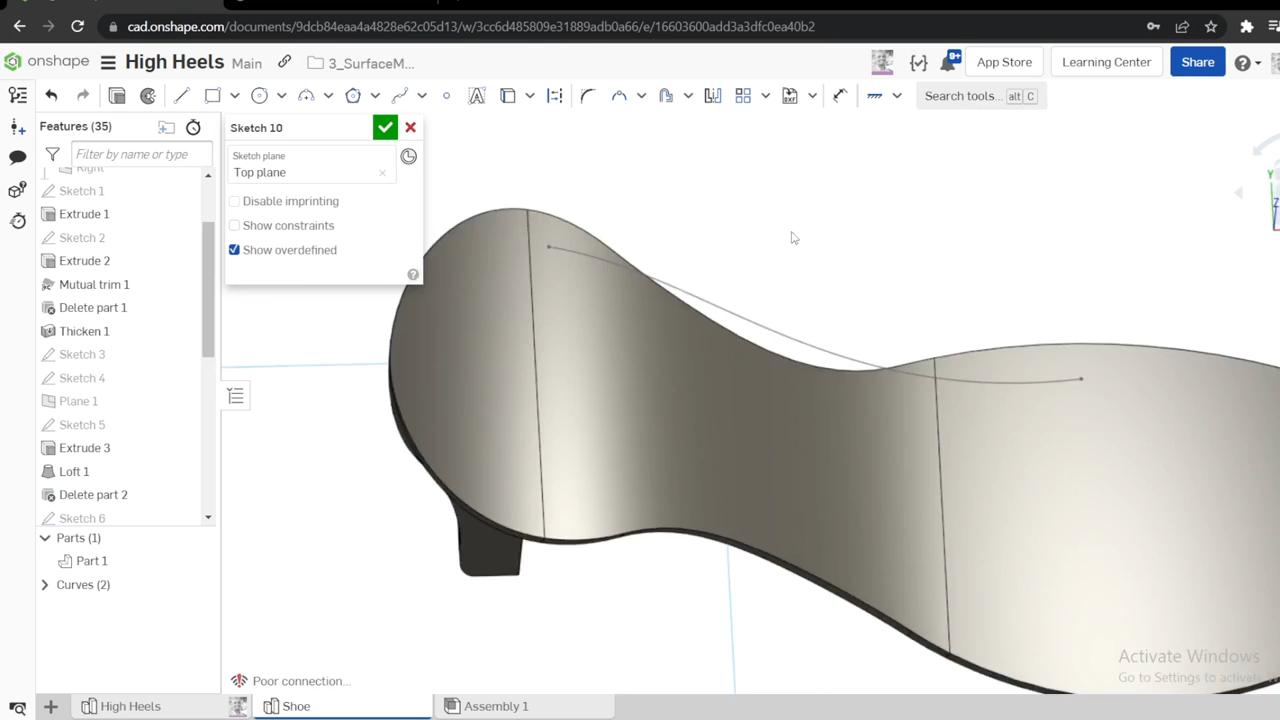 cad.onshape.com/documents/9dcb84eaa4a4828e62c05d13/w/3cc6d485809e31889adb0a66/e/16603600add3a3dfc0ea40b2
onshape High Heels Main 3_SurfaceM... 9+ App Store Learning Center Share
Search tools... alt C
Features (35)
Filter by name or type
Right
Sketch 1
Extrude 1
Sketch 2
Extrude 2
Mutual trim 1
Delete part 1
Thicken 1
Sketch 3
Sketch 4
Plane 1
Sketch 5
Extrude 3
Loft 1
Delete part 2
Sketch 6
Parts (1)
Part 1
Curves (2)
Sketch 10
Sketch plane
Top plane
Disable imprinting
Show constraints
Show overdefined
Y
Z
Poor connection...
Activate Windows
Go to Settings to activate
High Heels Shoe Assembly 1